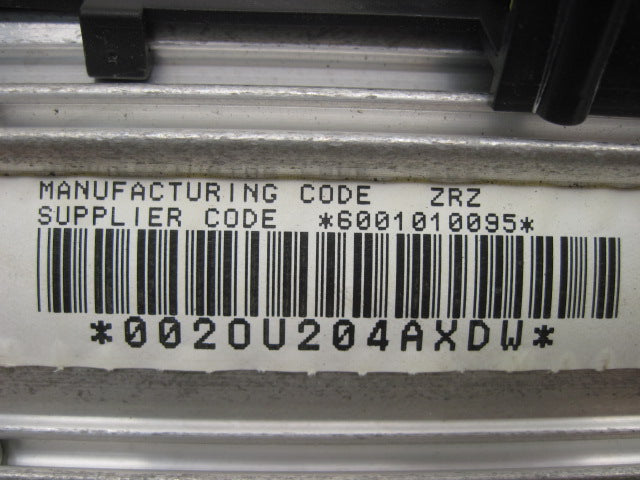 MANUFACTURING CODE ZRZ
SUPPLIER CODE *6001010095*
*0020U204AXDW*